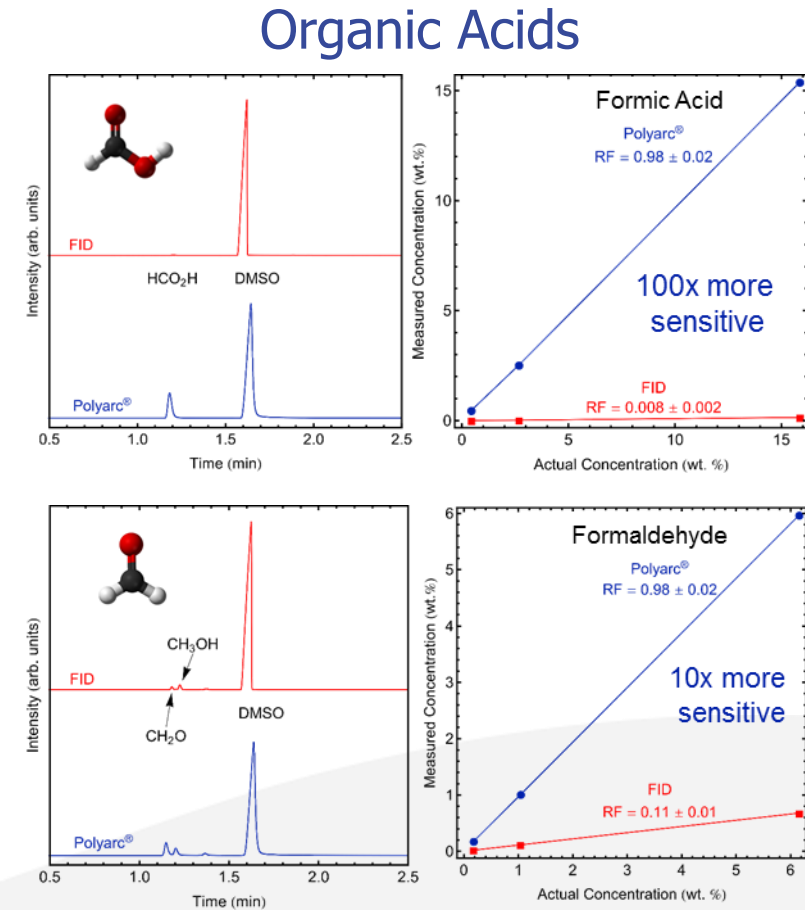 Organic Acids
Intensity (arb. units)
FID
HCO₂H
DMSO
Polyarc®
0.5
1.0
1.5
2.0
2.5
Time (min)
Measured Concentration (wt.%)
15
10
5
0
Formic Acid
Polyarc®
RF = 0.98 ± 0.02
100x more
sensitive
FID
RF = 0.008 ± 0.002
0
5
10
15
Actual Concentration (wt. %)
Intensity (arb. units)
CH₃OH
FID
CH₂O
DMSO
Polyarc®
0.5
1.0
1.5
2.0
2.5
Time (min)
Measured Concentration (wt.%)
6
5
4
3
2
1
0
Formaldehyde
Polyarc®
RF = 0.98 ± 0.02
10x more
sensitive
FID
RF = 0.11 ± 0.01
0
1
2
3
4
5
6
Actual Concentration (wt. %)